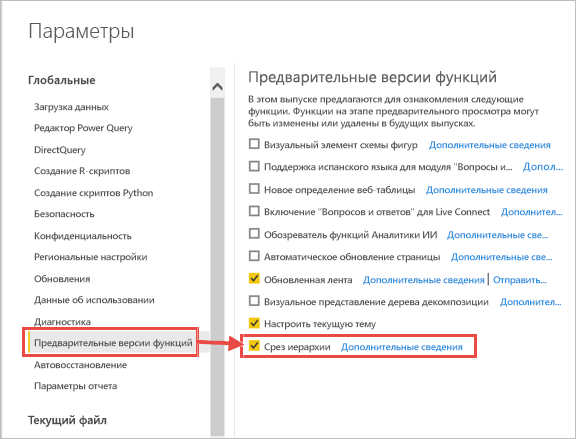 Параметры
Глобальные
Загрузка данных
Редактор Power Query
DirectQuery
Создание R-скриптов
Создание скриптов Python
Безопасность
Конфиденциальность
Региональные настройки
Обновления
Данные об использовании
Диагностика
Предварительные версии функций
Автовосстановление
Параметры отчета
Текущий файл
Предварительные версии функций
В этом выпуске предлагаются для ознакомления следующие
функции. Функции на этапе предварительного просмотра могут
быть изменены или удалены в будущих выпусках.
Визуальный элемент схемы фигур Дополнительные сведения
Поддержка испанского языка для модуля "Вопросы и... Допол...
Новое определение веб-таблицы Дополнительные сведения
Включение "Вопросов и ответов" для Live Connect Дополнител...
Обозреватель функций Аналитики ИИ Дополнительные све...
Автоматическое обновление страницы Дополнительные све...
Обновленная лента Дополнительные сведения | Отправить...
Визуальное представление дерева декомпозиции Дополнител...
Настроить текущую тему
Срез иерархии Дополнительные сведения